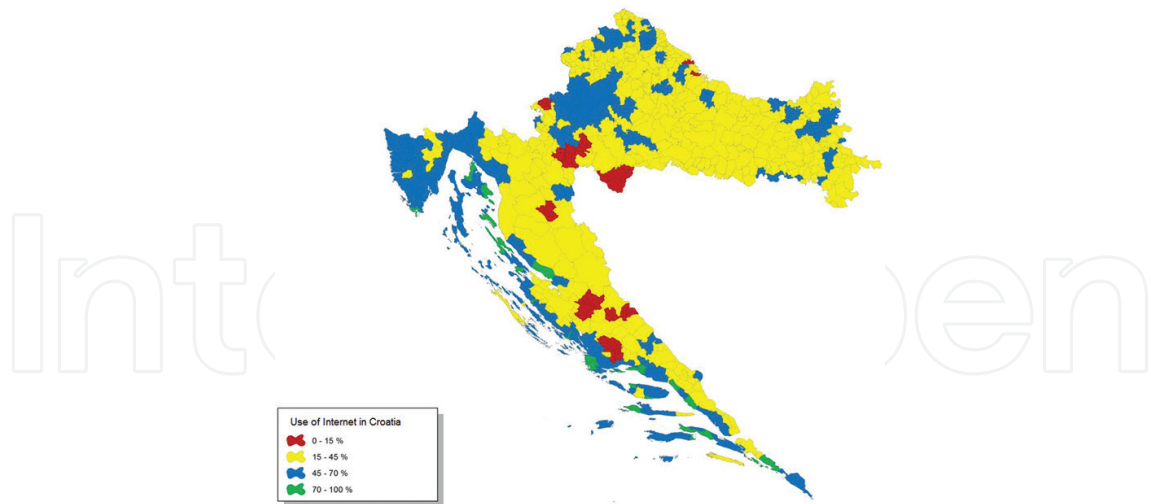 Use of Internet in Croatia
0 - 15 %
15 - 45 %
45 - 70 %
70 - 100 %